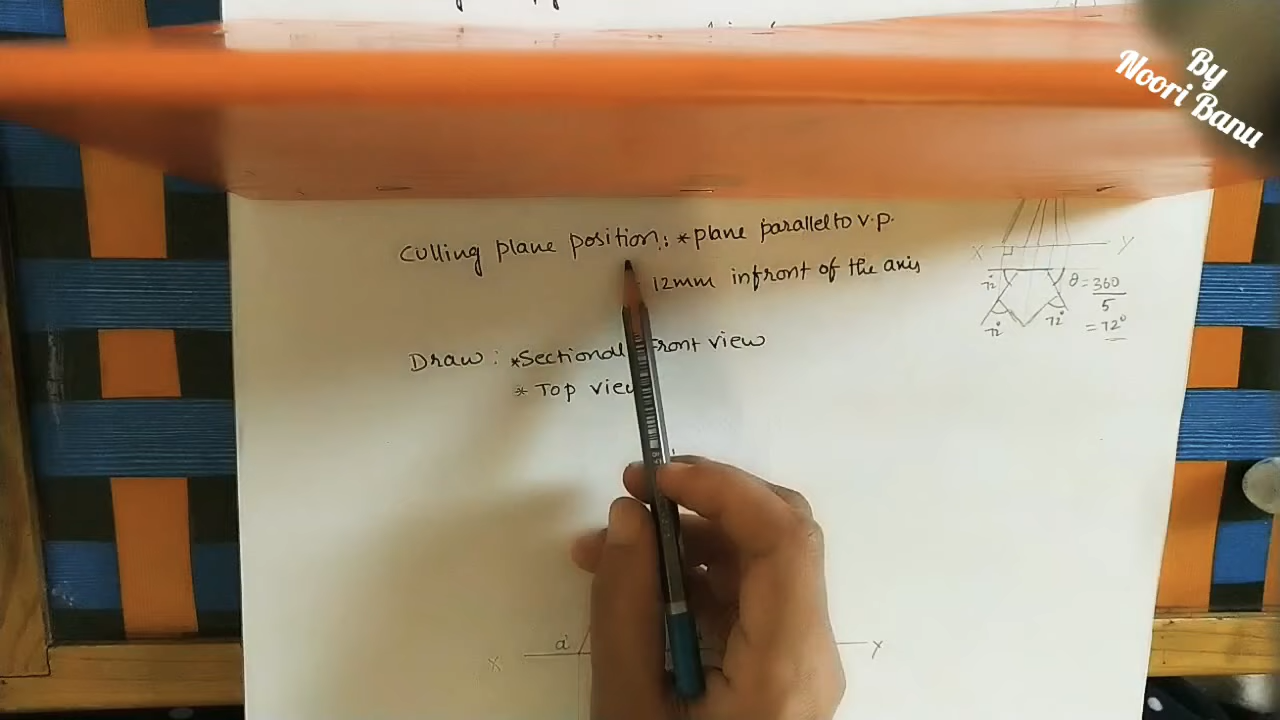 By
Noori Banu
Culling plane position: * plane parallel to V.P.
12mm infront of the axis
Draw: * Sectional Front view
* Top view
X Y
72°
72°
72°
θ = 360
5
= 72°
a'
X Y